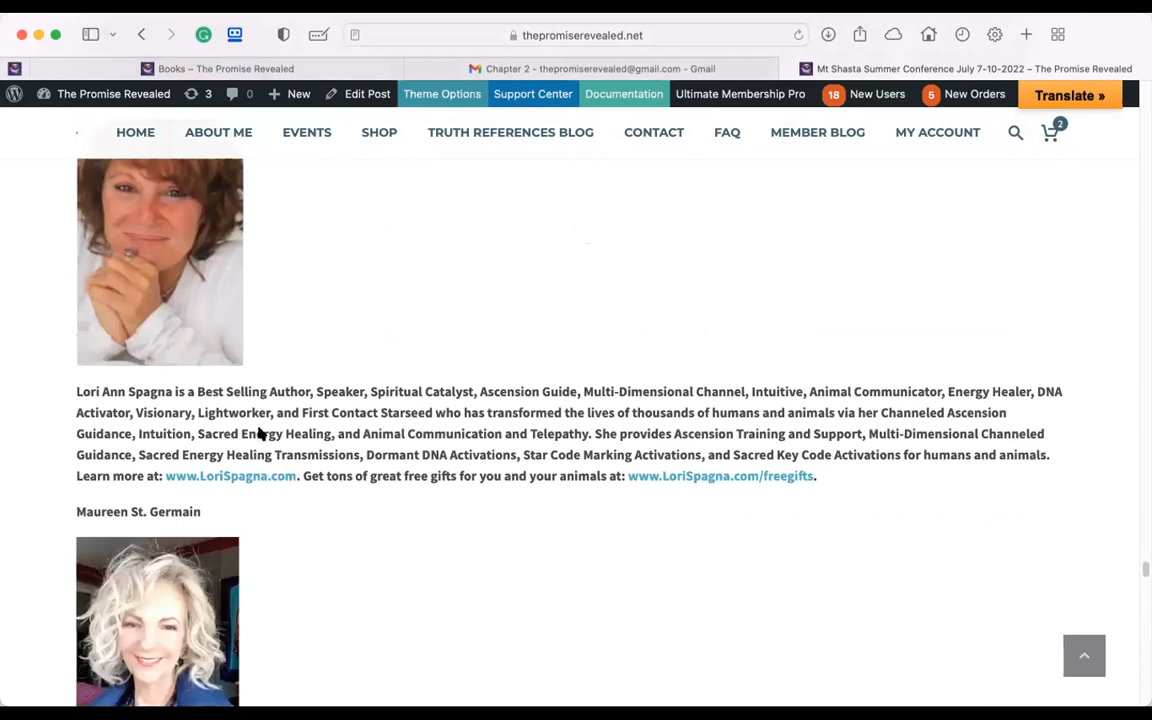 thepromiserevealed.net
Books – The Promise Revealed
Chapter 2 - thepromiserevealed@gmail.com - Gmail
Mt Shasta Summer Conference July 7-10-2022 – The Promise Revealed
The Promise Revealed 3 0 New Edit Post Theme Options Support Center Documentation Ultimate Membership Pro 18 New Users 5 New Orders Translate »
HOME ABOUT ME EVENTS SHOP TRUTH REFERENCES BLOG CONTACT FAQ MEMBER BLOG MY ACCOUNT 2
Lori Ann Spagna is a Best Selling Author, Speaker, Spiritual Catalyst, Ascension Guide, Multi-Dimensional Channel, Intuitive, Animal Communicator, Energy Healer, DNA
Activator, Visionary, Lightworker, and First Contact Starseed who has transformed the lives of thousands of humans and animals via her Channeled Ascension
Guidance, Intuition, Sacred Energy Healing, and Animal Communication and Telepathy. She provides Ascension Training and Support, Multi-Dimensional Channeled
Guidance, Sacred Energy Healing Transmissions, Dormant DNA Activations, Star Code Marking Activations, and Sacred Key Code Activations for humans and animals.
Learn more at: www.LoriSpagna.com. Get tons of great free gifts for you and your animals at: www.LoriSpagna.com/freegifts.
Maureen St. Germain